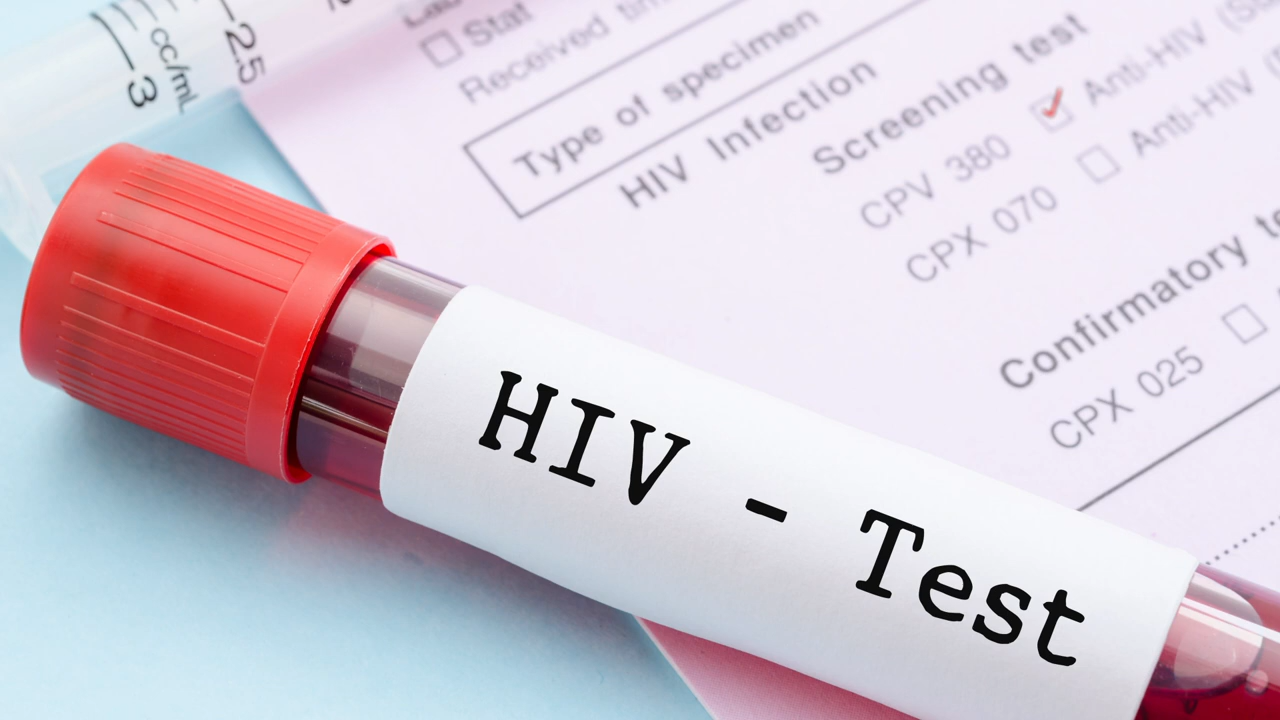 cc/mL
2.5
3
Stat
Received
Type of specimen
HIV Infection
Screening test
CPV 380 Anti-HIV
CPX 070 Anti-HIV
Confirmatory
CPX 025
HIV - Test